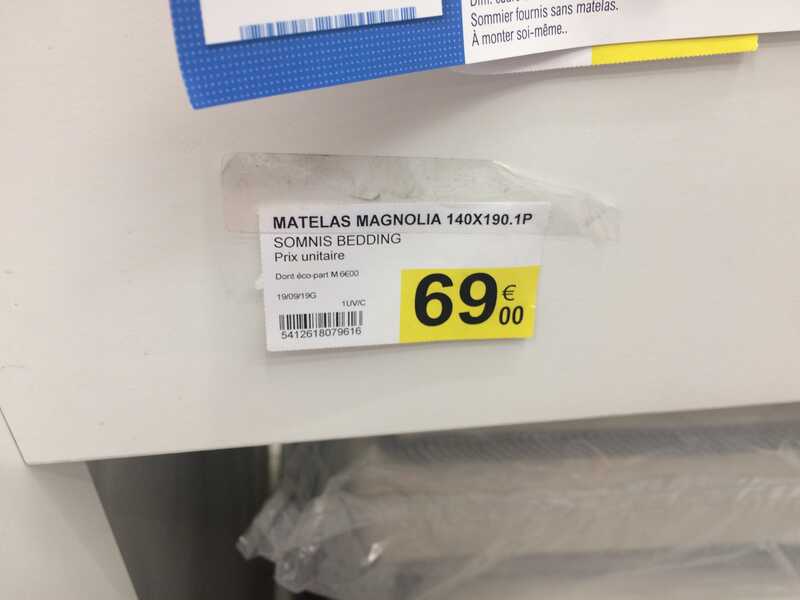 Sommier fournis sans matelas.
À monter soi-même..
MATELAS MAGNOLIA 140X190.1P
SOMNIS BEDDING
Prix unitaire
Dont éco-part M 6€00
19/09/19G
1UV/C
5412618079616
69€00